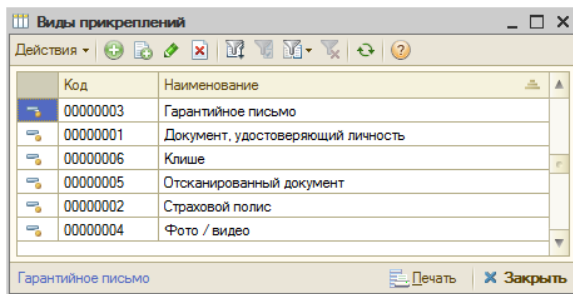 Виды прикреплений
Действия
Код Наименование
00000003 Гарантийное письмо
00000001 Документ, удостоверяющий личность
00000006 Клише
00000005 Отсканированный документ
00000002 Страховой полис
00000004 Фото / видео
Гарантийное письмо Печать Закрыть